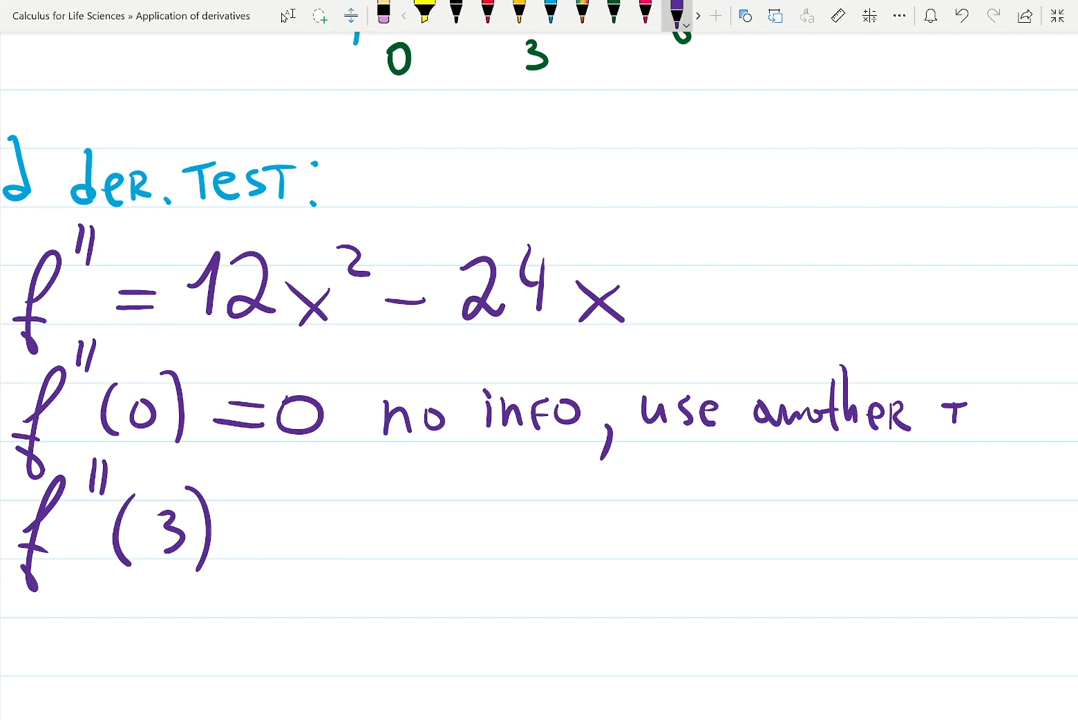 Calculus for Life Sciences » Application of derivatives
0 3
d der. Test:
f" = 12x² - 24x
f"(0) = 0 no info, use another T
f"(3)